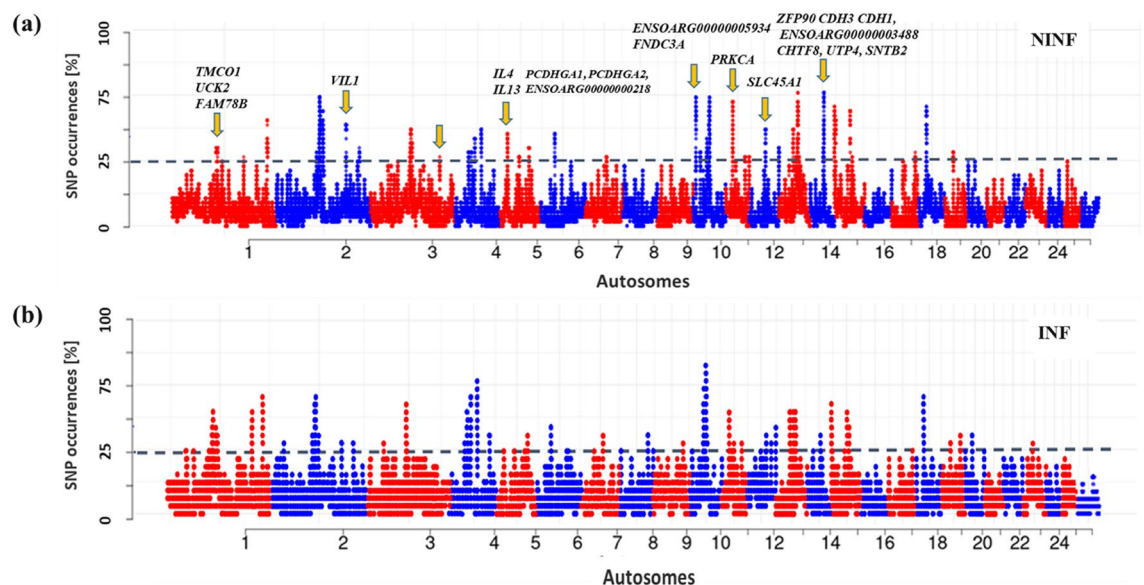 (a)
NINF
TMCO1
UCK2
FAM78B
VIL1
IL4
IL13
PCDHGA1, PCDHGA2,
ENSOARG00000000218
ENSOARG00000005934
FNDC3A
PRKCA
SLC45A1
ZFP90 CDH3 CDH1,
ENSOARG00000003488
CHTF8, UTP4, SNTB2
SNP occurrences [%]
100
75
25
0
1 2 3 4 5 6 7 8 9 10 11 12 14 16 18 20 22 24
Autosomes
(b)
INF
SNP occurrences [%]
100
75
25
0
1 2 3 4 5 6 7 8 9 10 11 12 14 16 18 20 22 24
Autosomes